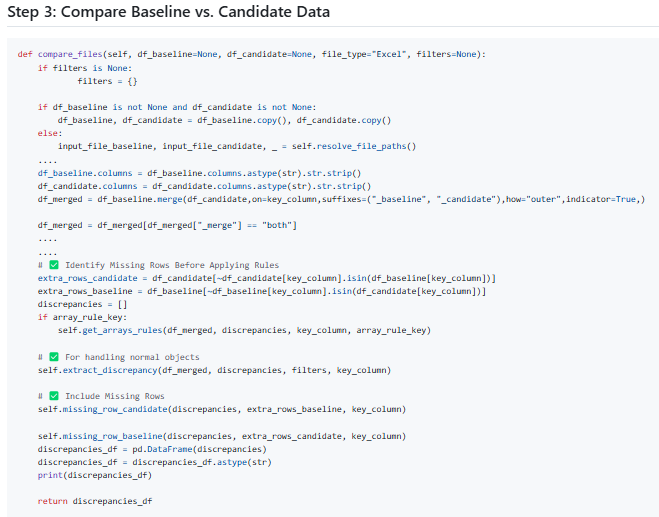 Step 3: Compare Baseline vs. Candidate Data
def compare_files(self, df_baseline=None, df_candidate=None, file_type="Excel", filters=None):
    if filters is None:
            filters = {}

    if df_baseline is not None and df_candidate is not None:
        df_baseline, df_candidate = df_baseline.copy(), df_candidate.copy()
    else:
        input_file_baseline, input_file_candidate, _ = self.resolve_file_paths()
    ....
    df_baseline.columns = df_baseline.columns.astype(str).str.strip()
    df_candidate.columns = df_candidate.columns.astype(str).str.strip()
    df_merged = df_baseline.merge(df_candidate,on=key_column,suffixes=("_baseline", "_candidate"),how="outer",indicator=True,)

    df_merged = df_merged[df_merged["_merge"] == "both"]
    ....
    ....
    # ✅ Identify Missing Rows Before Applying Rules
    extra_rows_candidate = df_candidate[~df_candidate[key_column].isin(df_baseline[key_column])]
    extra_rows_baseline = df_baseline[~df_baseline[key_column].isin(df_candidate[key_column])]
    discrepancies = []
    if array_rule_key:
        self.get_arrays_rules(df_merged, discrepancies, key_column, array_rule_key)

    # ✅ For handling normal objects
    self.extract_discrepancy(df_merged, discrepancies, filters, key_column)

    # ✅ Include Missing Rows
    self.missing_row_candidate(discrepancies, extra_rows_baseline, key_column)

    self.missing_row_baseline(discrepancies, extra_rows_candidate, key_column)
    discrepancies_df = pd.DataFrame(discrepancies)
    discrepancies_df = discrepancies_df.astype(str)
    print(discrepancies_df)

    return discrepancies_df